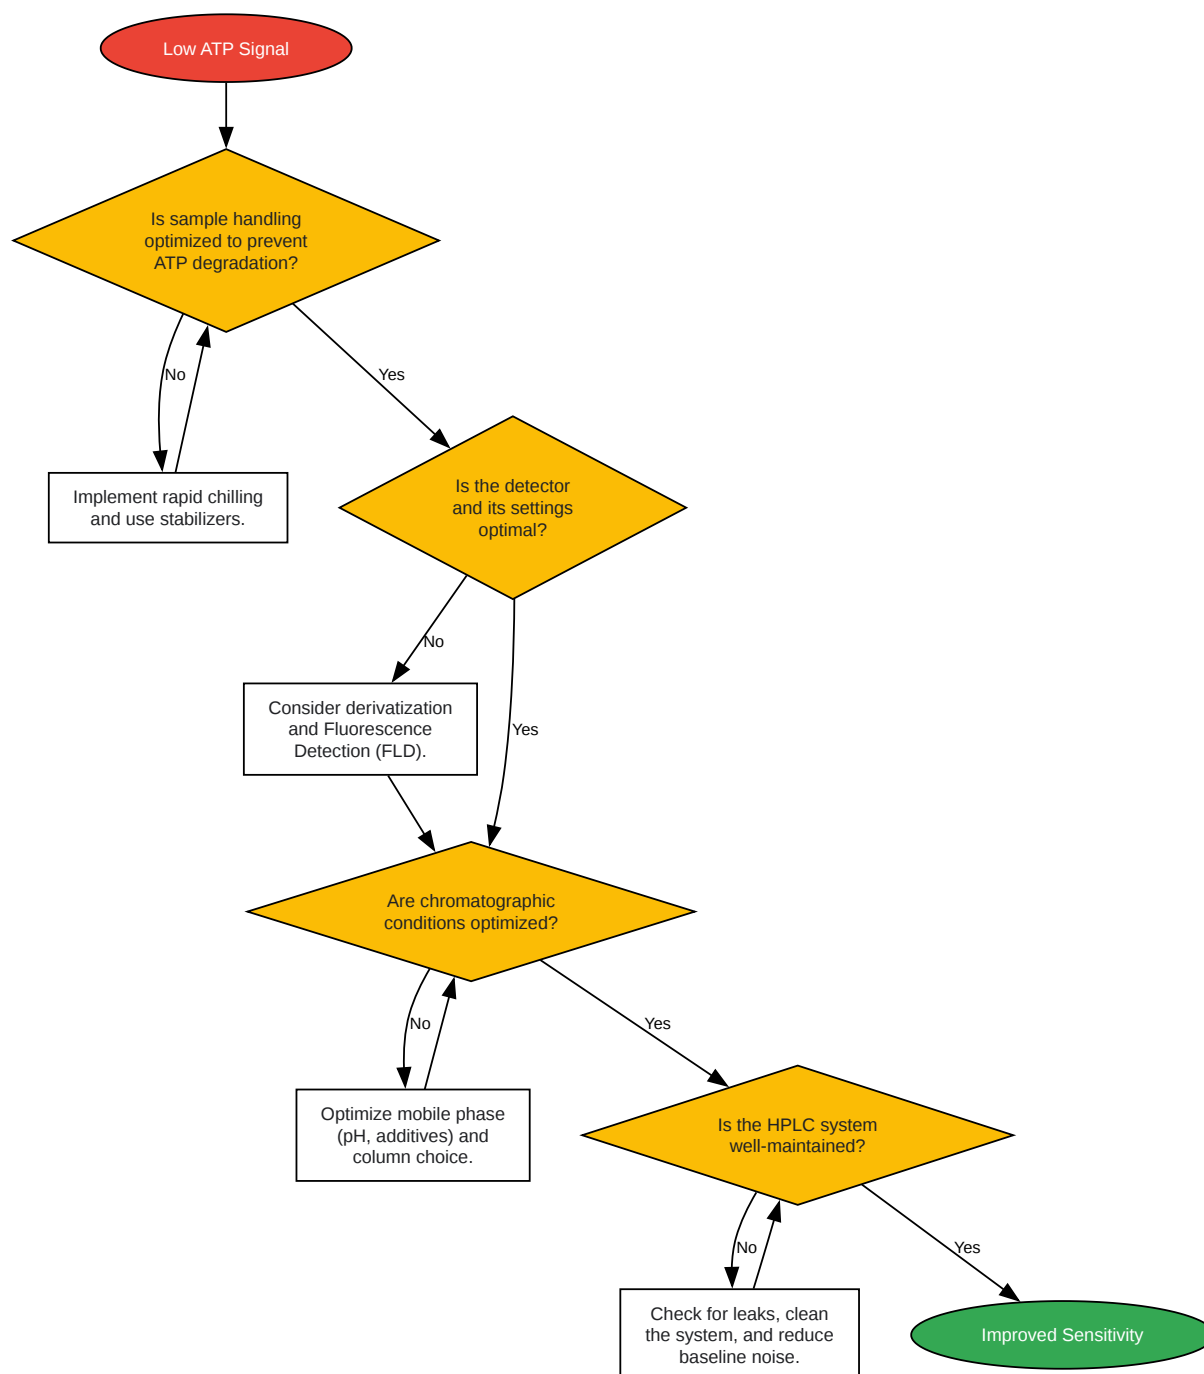 Low ATP Signal
Is sample handling
optimized to prevent
ATP degradation?
No
Yes
Implement rapid chilling
and use stabilizers.
Is the detector
and its settings
optimal?
No
Yes
Consider derivatization
and Fluorescence
Detection (FLD).
Are chromatographic
conditions optimized?
No
Yes
Optimize mobile phase
(pH, additives) and
column choice.
Is the HPLC system
well-maintained?
No
Yes
Check for leaks, clean
the system, and reduce
baseline noise.
Improved Sensitivity